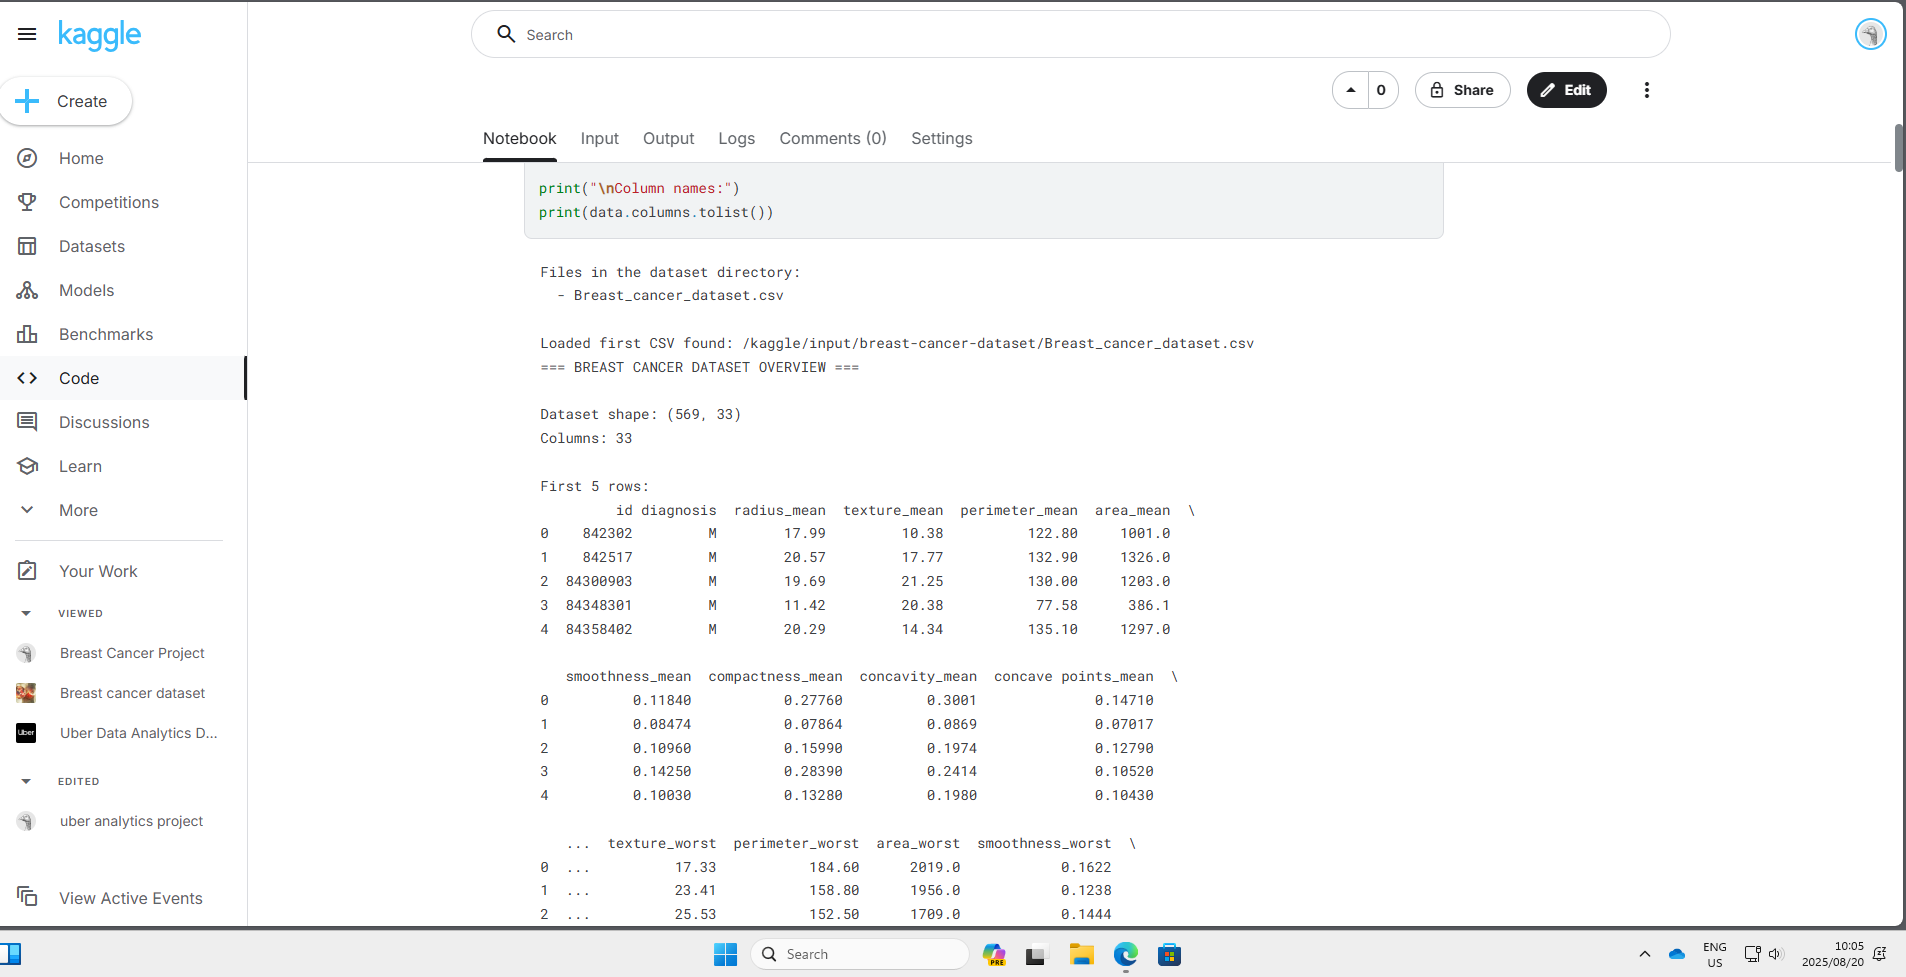 kaggle
Search
Create
0
Share
Edit
Notebook Input Output Logs Comments (0) Settings
Home
Competitions
Datasets
Models
Benchmarks
Code
Discussions
Learn
More
Your Work
VIEWED
Breast Cancer Project
Breast cancer dataset
Uber
Uber Data Analytics D...
EDITED
uber analytics project
View Active Events
print("\nColumn names:")
print(data.columns.tolist())
Files in the dataset directory:
- Breast_cancer_dataset.csv
Loaded first CSV found: /kaggle/input/breast-cancer-dataset/Breast_cancer_dataset.csv
=== BREAST CANCER DATASET OVERVIEW ===
Dataset shape: (569, 33)
Columns: 33
First 5 rows:
id diagnosis radius_mean texture_mean perimeter_mean area_mean \
0 842302 M 17.99 10.38 122.80 1001.0
1 842517 M 20.57 17.77 132.90 1326.0
2 84300903 M 19.69 21.25 130.00 1203.0
3 84348301 M 11.42 20.38 77.58 386.1
4 84358402 M 20.29 14.34 135.10 1297.0
smoothness_mean compactness_mean concavity_mean concave points_mean \
0 0.11840 0.27760 0.3001 0.14710
1 0.08474 0.07864 0.0869 0.07017
2 0.10960 0.15990 0.1974 0.12790
3 0.14250 0.28390 0.2414 0.10520
4 0.10030 0.13280 0.1980 0.10430
... texture_worst perimeter_worst area_worst smoothness_worst \
0 ... 17.33 184.60 2019.0 0.1622
1 ... 23.41 158.80 1956.0 0.1238
2 ... 25.53 152.50 1709.0 0.1444
Search
PRE
ENG
US
10:05
2025/08/20